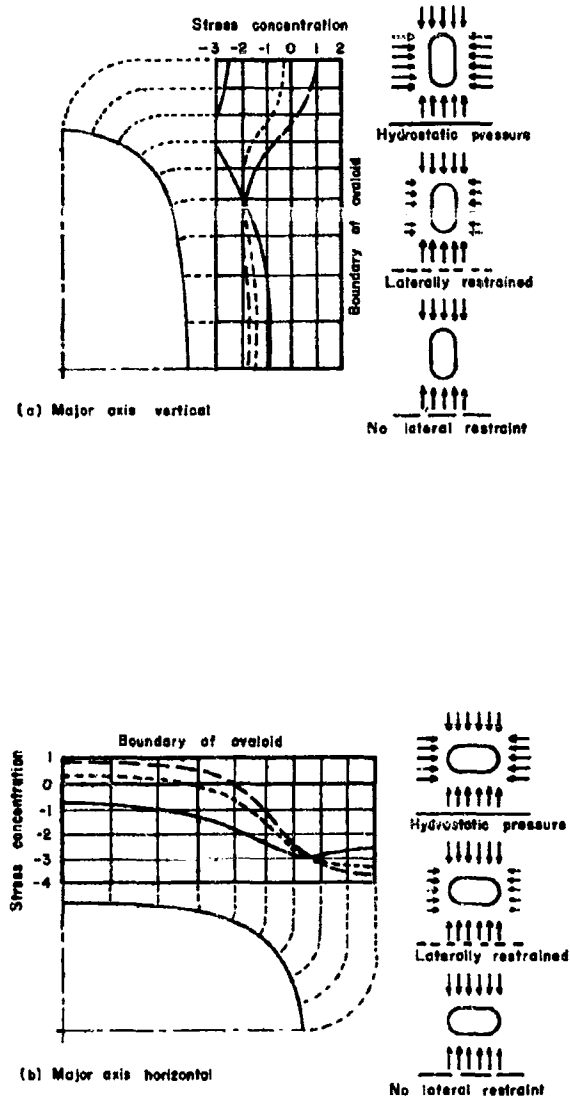 Stress concentration
-3 -2 -1 0 1 2
Boundary of ovaloid
Hydrostatic pressure
Laterally restrained
No lateral restraint
(a) Major axis vertical
Boundary of ovaloid
Stress concentration
1
0
-1
-2
-3
-4
Hydrostatic pressure
Laterally restrained
No lateral restraint
(b) Major axis horizontal